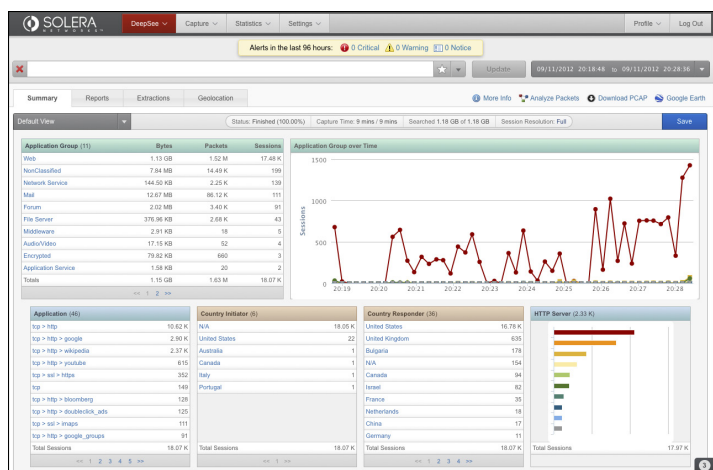 SOLERA
NETWORKS
DeepSee
Capture
Statistics
Settings
Profile
Log Out
Alerts in the last 96 hours: 0 Critical 0 Warning 0 Notice
Update
09/11/2012 20:18:48 to 09/11/2012 20:28:36
Summary
Reports
Extractions
Geolocation
More Info
Analyze Packets
Download PCAP
Google Earth
Default View
Status: Finished (100.00%)
Capture Time: 9 mins / 9 mins
Searched 1.18 GB of 1.18 GB
Session Resolution: Full
Save
Application Group (11) Bytes Packets Sessions
Web 1.13 GB 1.52 M 17.48 K
NonClassified 7.84 MB 14.49 K 199
Network Service 144.50 KB 2.25 K 139
Mail 12.67 MB 86.12 K 111
Forum 2.02 MB 3.40 K 91
File Server 376.96 KB 2.68 K 43
Middleware 2.91 KB 18 5
Audio/Video 17.15 KB 52 4
Encrypted 79.82 KB 660 3
Application Service 1.58 KB 20 2
Totals 1.15 GB 1.63 M 18.07 K
<< 1 2 >>
Application Group over Time
1500
1000
500
0
Sessions
20:19 20:20 20:21 20:22 20:23 20:24 20:25 20:26 20:27 20:28
Application (46)
tcp > http 10.62 K
tcp > http > google 2.90 K
tcp > http > wikipedia 2.37 K
tcp > http > youtube 615
tcp > ssl > https 352
tcp 149
tcp > http > bloomberg 128
tcp > http > doubleclick_ads 125
tcp > ssl > imaps 111
tcp > http > google_groups 91
Total Sessions 18.07 K
<< 1 2 3 4 5 >>
Country Initiator (6)
N/A 18.05 K
United States 22
Australia 1
Canada 1
Italy 1
Portugal 1
Total Sessions 18.07 K
<< 1 >>
Country Responder (36)
United States 16.78 K
United Kingdom 635
Bulgaria 178
N/A 154
Canada 94
Israel 82
France 35
Netherlands 18
China 17
Germany 11
Total Sessions 18.07 K
<< 1 2 3 4 >>
HTTP Server (2.33 K)
Total Sessions 17.97 K
3